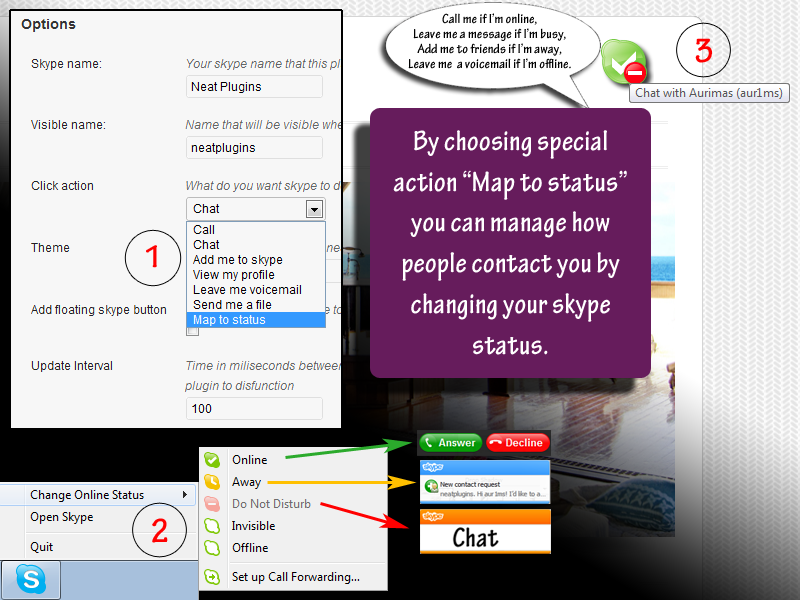 Options
Skype name:
Your skype name that this pl
Neat Plugins
Visible name:
Name that will be visible whe
neatplugins
Click action
What do you want skype to d
Chat
Call
Chat
Add me to skype
View my profile
Leave me voicemail
Send me a file
Map to status
Theme
ne
Add floating skype button
e to
Update Interval
Time in miliseconds between
plugin to disfunction
100
1
Call me if I'm online,
Leave me a message if I'm busy,
Add me to friends if I'm away,
Leave me a voicemail if I'm offline.
3
Chat with Aurimas (aur1ms)
By choosing special
action “Map to status”
you can manage how
people contact you by
changing your skype
status.
Change Online Status
Open Skype
Quit
2
S
Online
Away
Do Not Disturb
Invisible
Offline
Set up Call Forwarding...
Answer
Decline
skype
New contact request
neatplugins. Hi aur1ms! I'd like to a...
skype
Chat